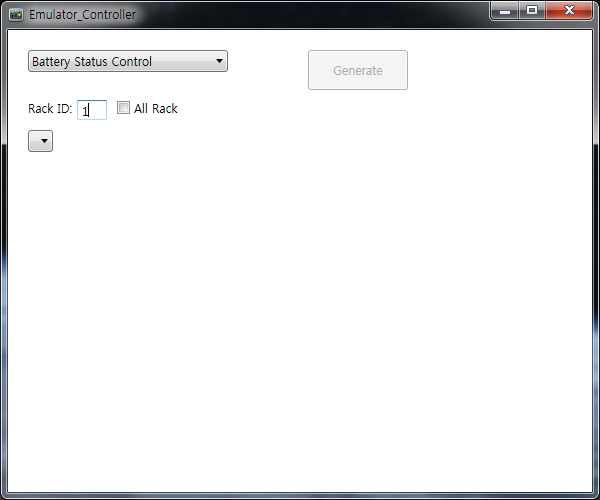 Emulator_Controller
Battery Status Control
Generate
Rack ID: 1 All Rack